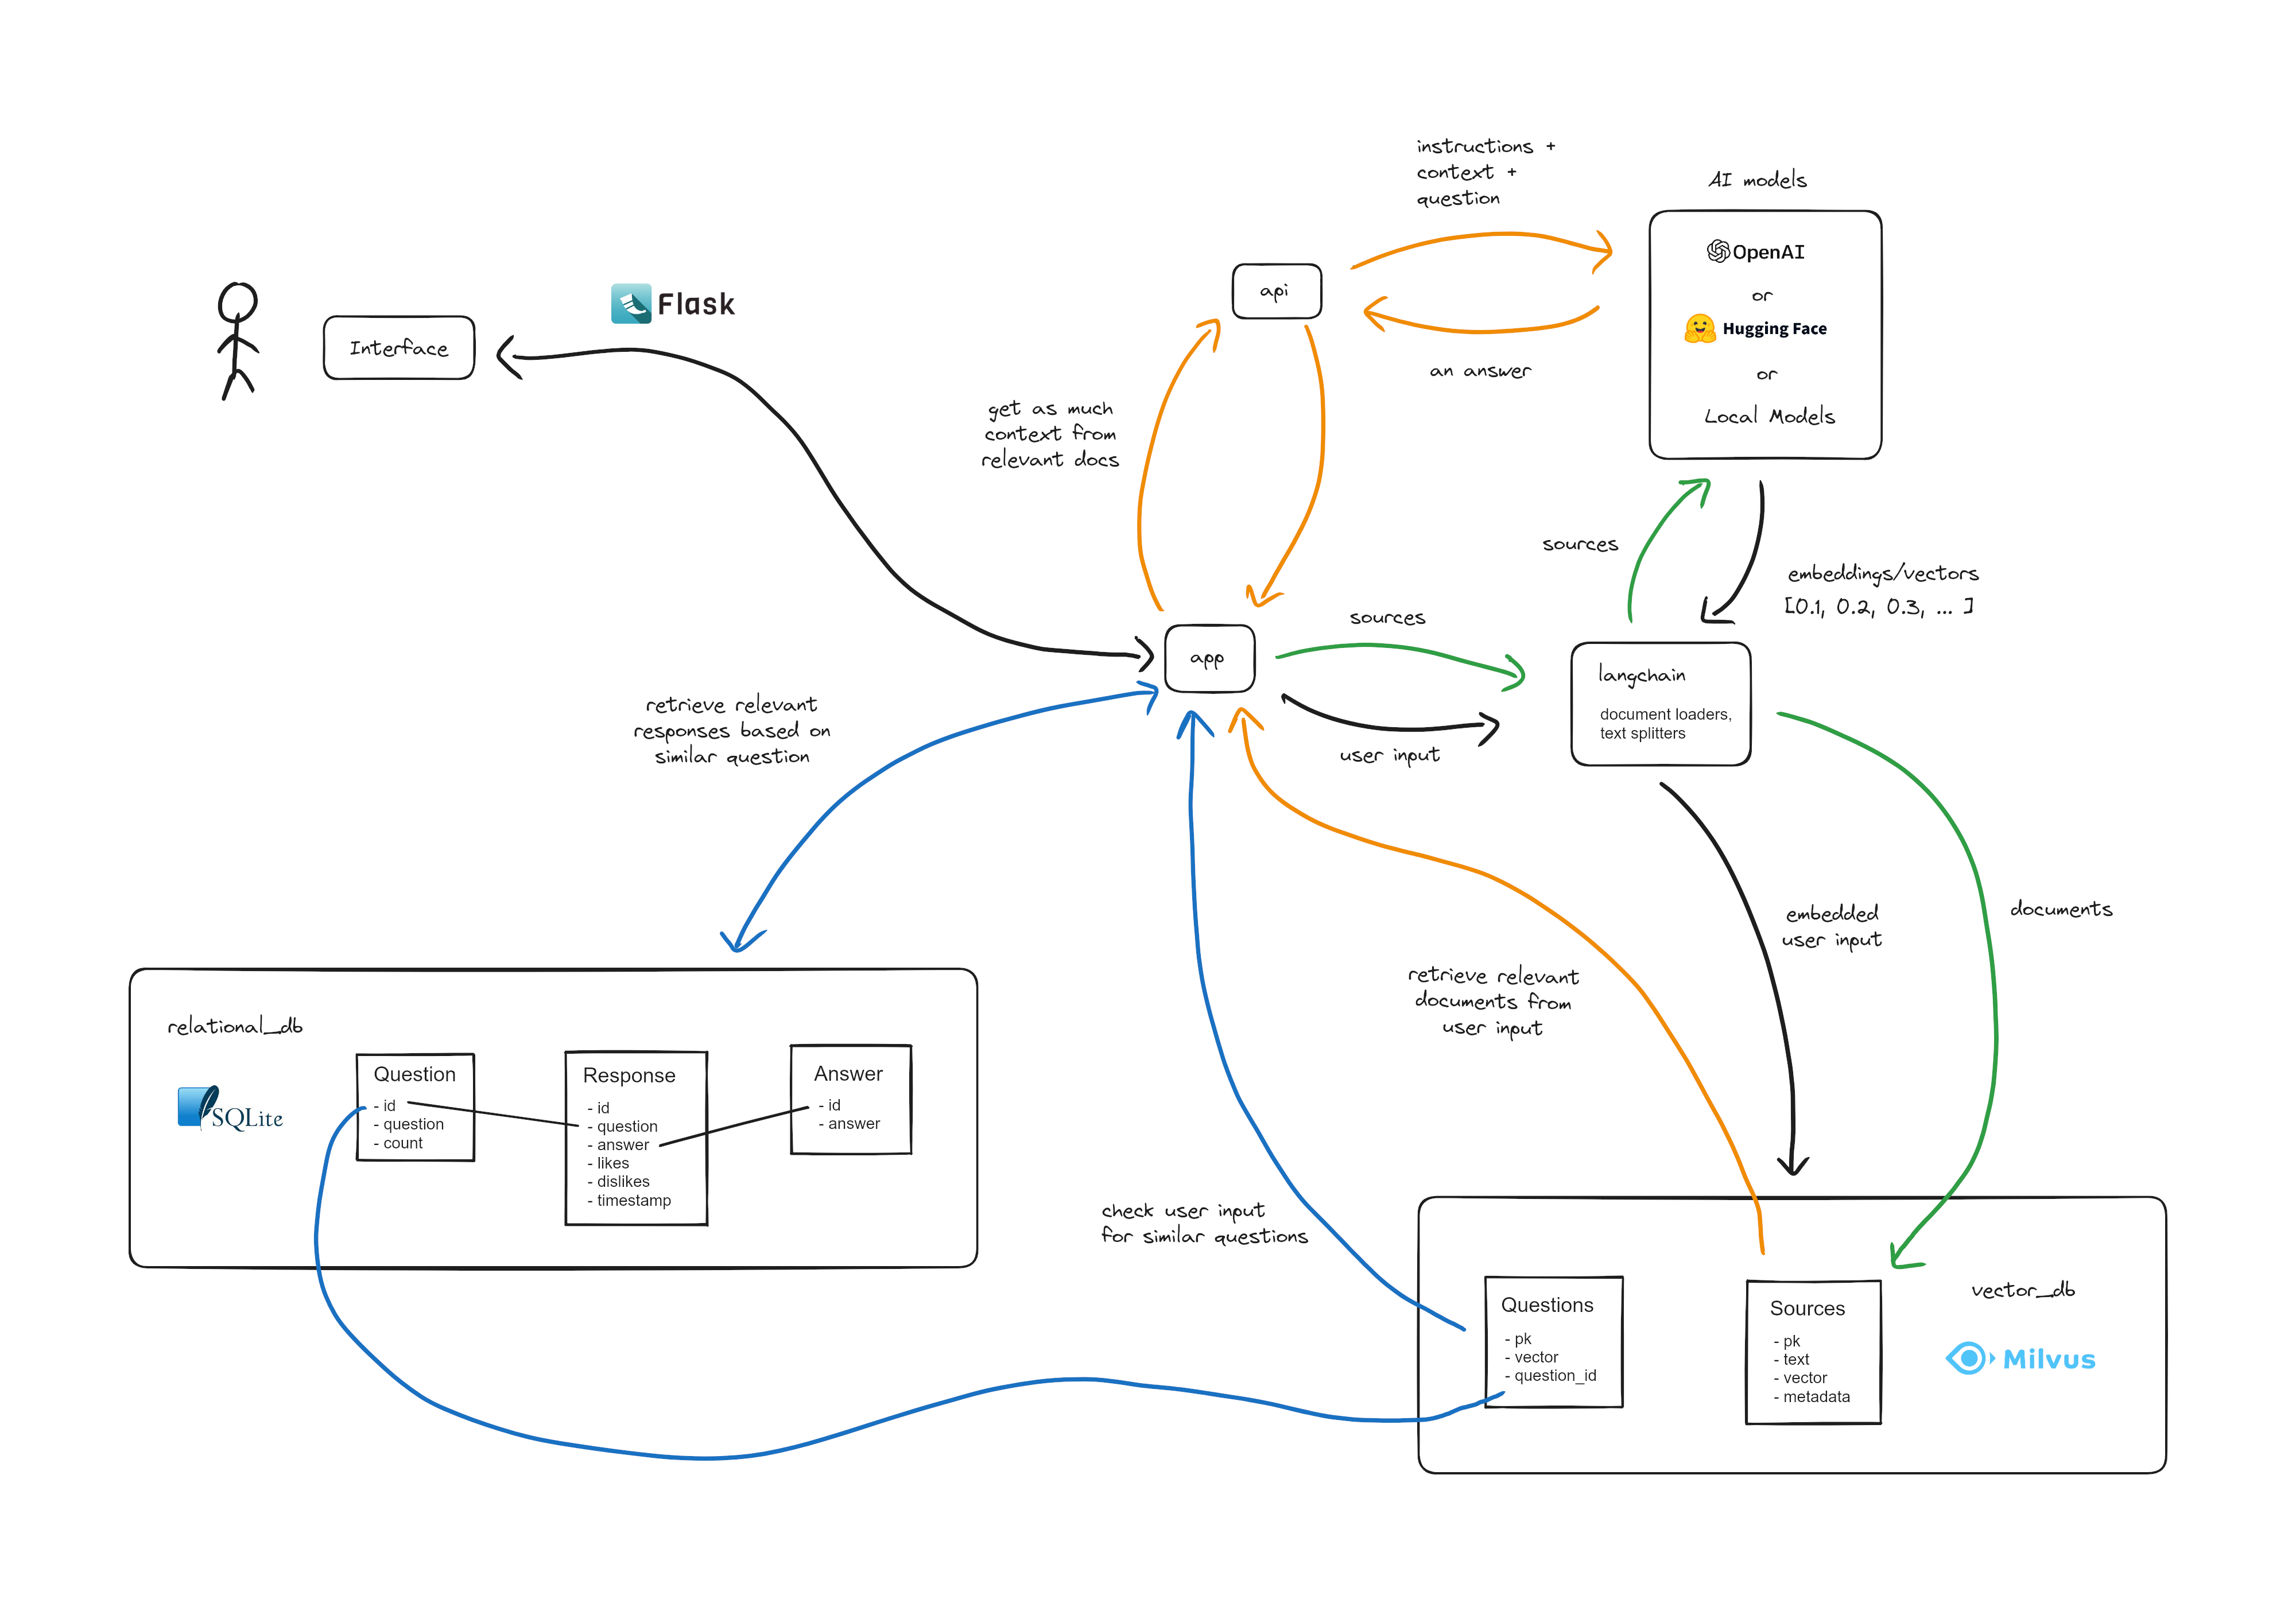 instructions +
context +
question
AI models
OpenAI
or
Hugging Face
or
Local Models
api
an answer
Flask
Interface
get as much
context from
relevant docs
sources
embeddings/vectors
[0.1, 0.2, 0.3, ... ]
app
sources
user input
langchain
document loaders,
text splitters
retrieve relevant
responses based on
similar question
embedded
user input
documents
retrieve relevant
documents from
user input
check user input
for similar questions
relational_db
SQLite
Question
- id
- question
- count
Response
- id
- question
- answer
- likes
- dislikes
- timestamp
Answer
- id
- answer
vector_db
Milvus
Questions
- pk
- vector
- question_id
Sources
- pk
- text
- vector
- metadata